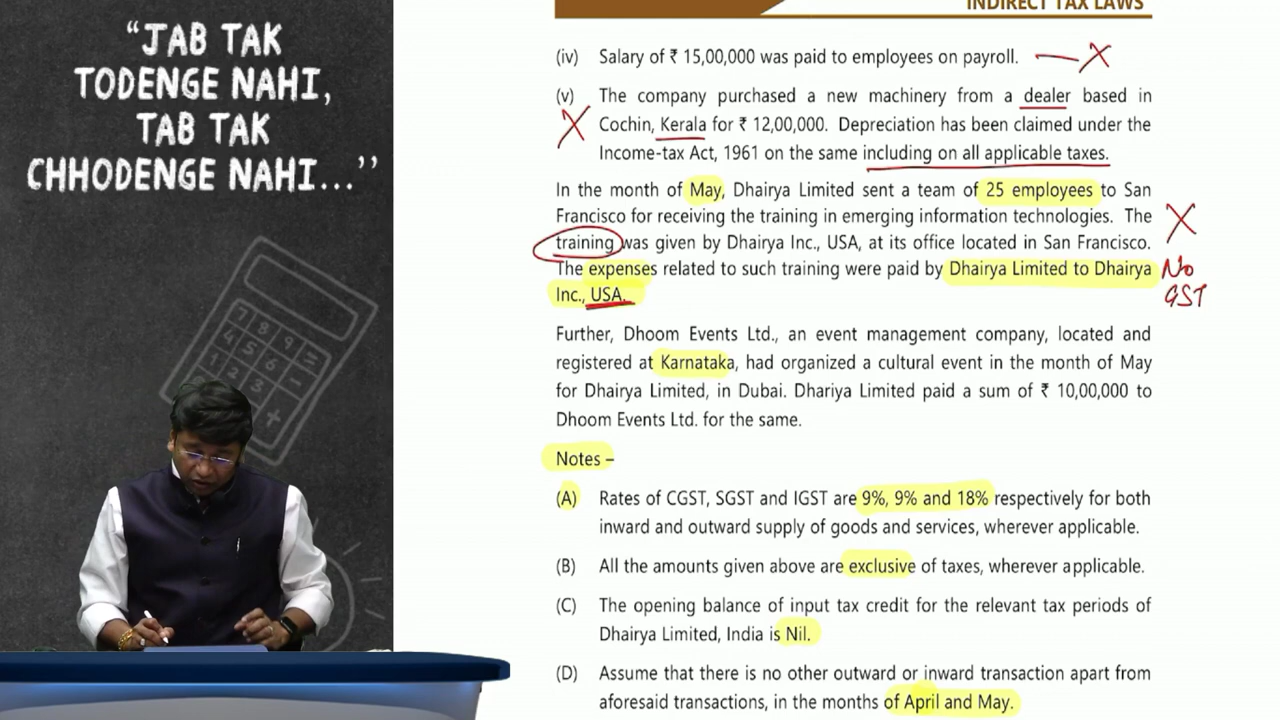 “JAB TAK
TODENGE NAHI,
TAB TAK
CHHODENGE NAHI...’’
7 8 9
4 5 6 -
1 2 3
+
INDIRECT TAX LAWS
(iv) Salary of ₹ 15,00,000 was paid to employees on payroll. — X
(v) The company purchased a new machinery from a dealer based in
X Cochin, Kerala for ₹ 12,00,000. Depreciation has been claimed under the
Income-tax Act, 1961 on the same including on all applicable taxes.
In the month of May, Dhairya Limited sent a team of 25 employees to San
Francisco for receiving the training in emerging information technologies. The X
training was given by Dhairya Inc., USA, at its office located in San Francisco.
The expenses related to such training were paid by Dhairya Limited to Dhairya No
Inc., USA. GST
Further, Dhoom Events Ltd., an event management company, located and
registered at Karnataka, had organized a cultural event in the month of May
for Dhairya Limited, in Dubai. Dhariya Limited paid a sum of ₹ 10,00,000 to
Dhoom Events Ltd. for the same.
Notes –
(A) Rates of CGST, SGST and IGST are 9%, 9% and 18% respectively for both
inward and outward supply of goods and services, wherever applicable.
(B) All the amounts given above are exclusive of taxes, wherever applicable.
(C) The opening balance of input tax credit for the relevant tax periods of
Dhairya Limited, India is Nil.
(D) Assume that there is no other outward or inward transaction apart from
aforesaid transactions, in the months of April and May.